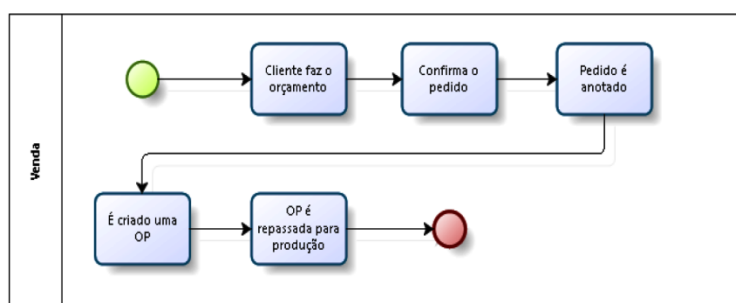 Venda
Cliente faz o
orçamento
Confirma o
pedido
Pedido é
anotado
É criado uma
OP
OP é
repassada para
produção